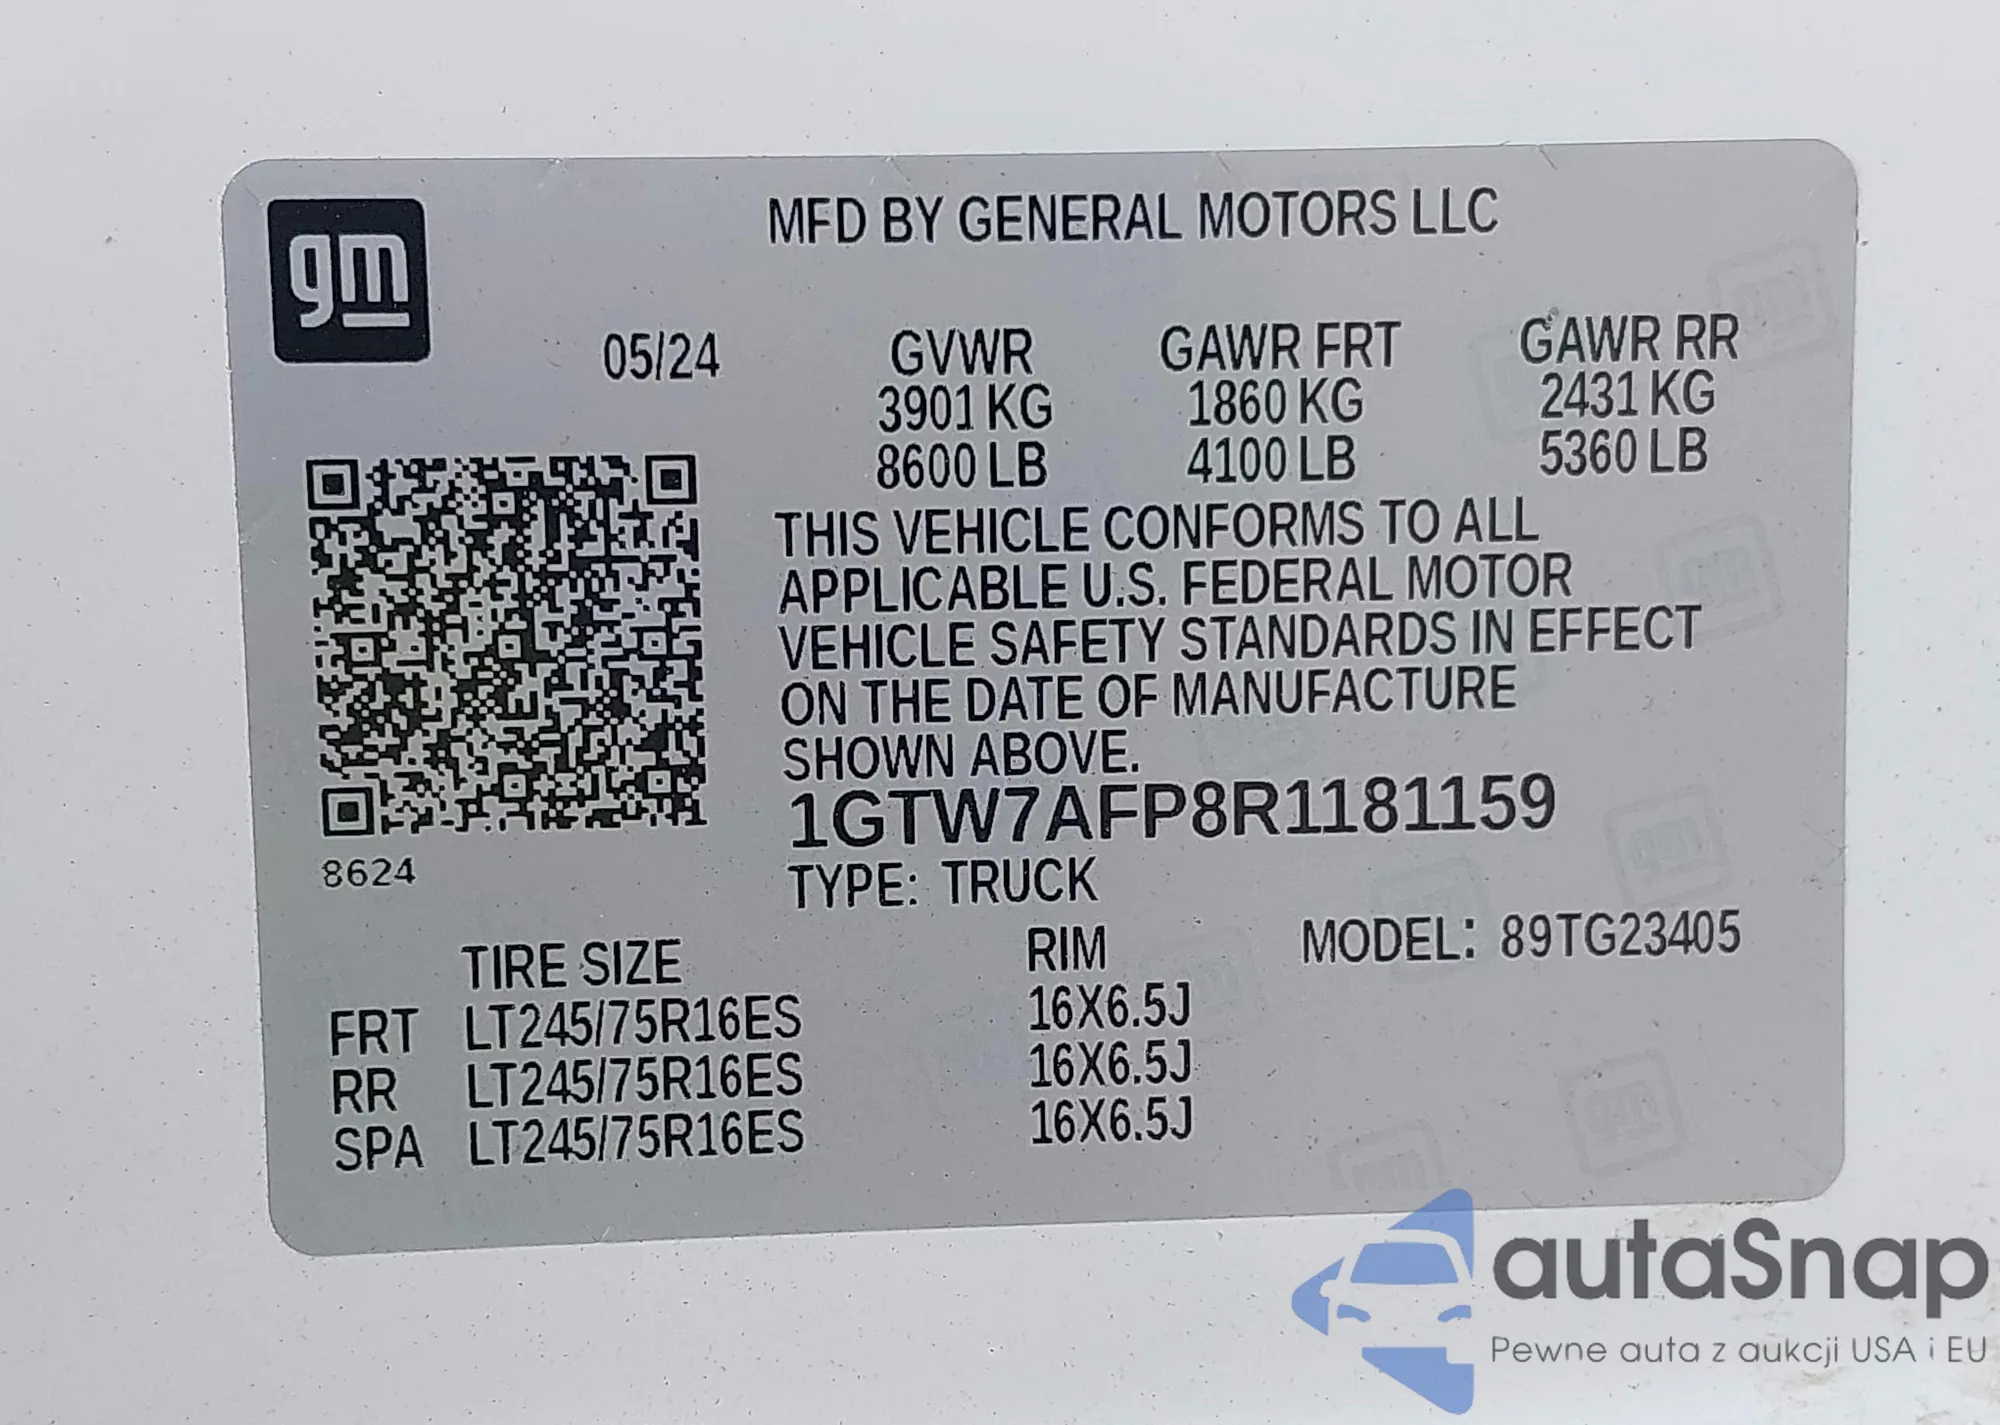 gm
MFD BY GENERAL MOTORS LLC
05/24 GVWR GAWR FRT GAWR RR
3901 KG 1860 KG 2431 KG
8600 LB 4100 LB 5360 LB
THIS VEHICLE CONFORMS TO ALL
APPLICABLE U.S. FEDERAL MOTOR
VEHICLE SAFETY STANDARDS IN EFFECT
ON THE DATE OF MANUFACTURE
SHOWN ABOVE.
1GTW7AFP8R1181159
8624
TYPE: TRUCK
TIRE SIZE RIM MODEL: 89TG23405
FRT LT245/75R16ES 16X6.5J
RR LT245/75R16ES 16X6.5J
SPA LT245/75R16ES 16X6.5J
autaSnap
Pewne auta z aukcji USA i EU